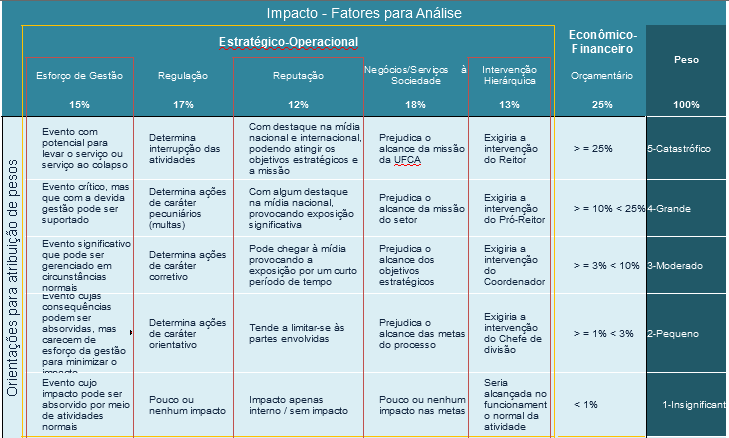 Impacto - Fatores para Análise
Estratégico-Operacional
Econômico-
Financeiro
Peso
Esforço de Gestão
Regulação
Reputação
Negócios/Serviços à
Sociedade
Intervenção
Hierárquica
Orçamentário
15%
17%
12%
18%
13%
25%
100%
Orientações para atribuição de pesos
Evento com
potencial para
levar o serviço ou
serviço ao colapso
Determina
interrupção das
atividades
Com destaque na mídia
nacional e internacional,
podendo atingir os
objetivos estratégicos e
a missão
Prejudica o
alcance da missão
da UFCA
Exigiria a
intervenção
do Reitor
> = 25%
5-Catastrófico
Evento crítico, mas
que com a devida
gestão pode ser
suportado
Determina ações
de caráter
pecuniários
(multas)
Com algum destaque
na mídia nacional,
provocando exposição
significativa
Prejudica o
alcance da missão
do setor
Exigiria a
intervenção
do Pró-Reitor
> = 10% < 25%
4-Grande
Evento significativo
que pode ser
gerenciado em
circunstâncias
normais
Determina ações
de caráter
corretivo
Pode chegar à mídia
provocando a
exposição por um curto
período de tempo
Prejudica o
alcance dos
objetivos
estratégicos
Exigiria a
intervenção
do
Coordenador
> = 3% < 10%
3-Moderado
Evento cujas
consequências
podem ser
absorvidas, mas
carecem de
esforço da gestão
para minimizar o
impacto
Determina ações
de caráter
orientativo
Tende a limitar-se às
partes envolvidas
Prejudica o
alcance das metas
do processo
Exigiria a
intervenção
do Chefe de
divisão
> = 1% < 3%
2-Pequeno
Evento cujo
impacto pode ser
absorvido por meio
de atividades
normais
Pouco ou
nenhum impacto
Impacto apenas
interno / sem impacto
Pouco ou nenhum
impacto nas metas
Seria
alcançada no
funcionament
o normal da
atividade
< 1%
1-Insignificant